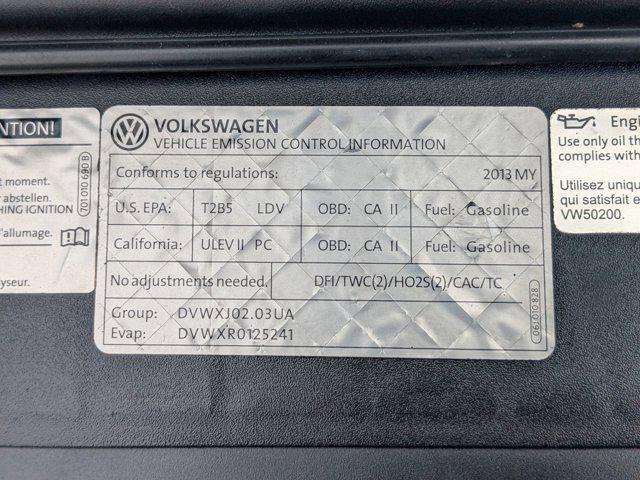 NTION!
t moment.
r abstellen.
HING IGNITION
d'allumage.
lyseur.
701 010 690 B
VOLKSWAGEN
VEHICLE EMISSION CONTROL INFORMATION
Conforms to regulations: 2013 MY
U.S. EPA: T2B5 LDV OBD: CA II Fuel: Gasoline
California: ULEV II PC OBD: CA II Fuel: Gasoline
No adjustments needed. DFI/TWC(2)/HO2S(2)/CAC/TC
Group: DVWXJ02.03UA
Evap: DVWXR0125241
06J 010 828
Engi
Use only oil th
complies with
Utilisez uniqu
qui satisfait e
VW50200.